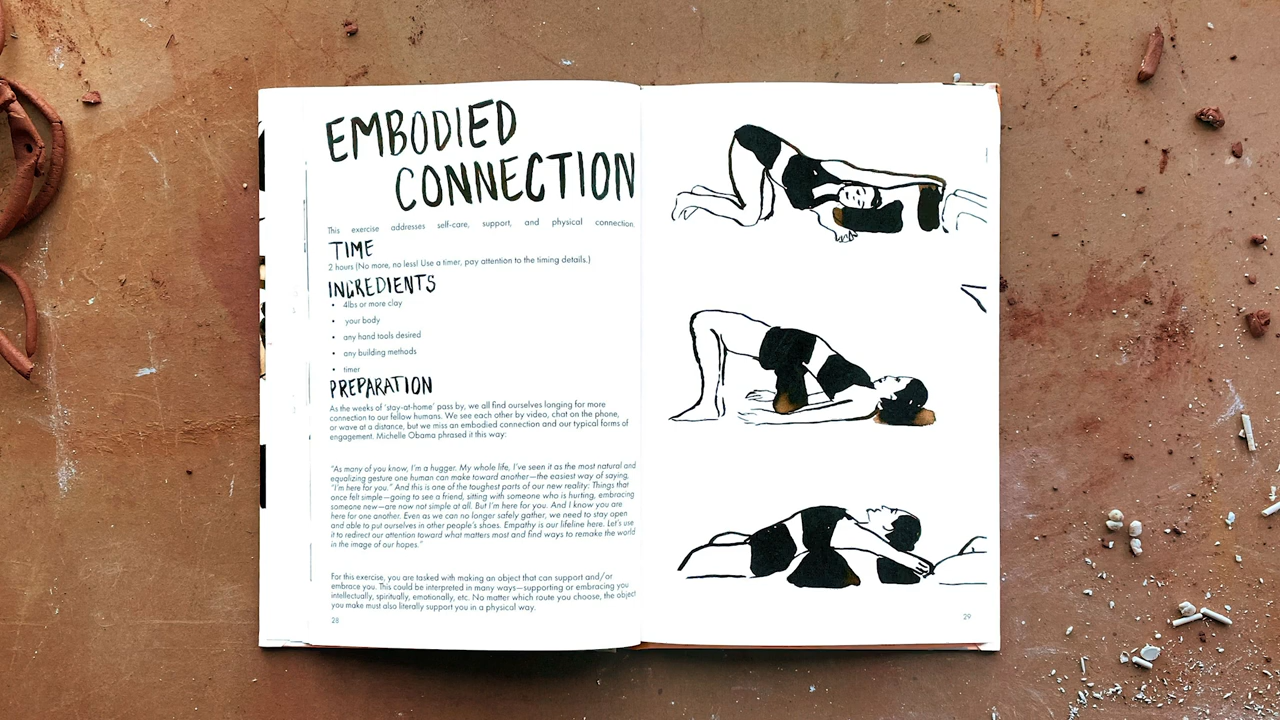 EMBODIED
CONNECTION
This exercise addresses self-care, support, and physical connection.
TIME
2 hours (No more, no less! Use a timer, pay attention to the timing details.)
INGREDIENTS
• 4lbs or more clay
• your body
• any hand tools desired
• any building methods
• timer
PREPARATION
As the weeks of 'stay-at-home' pass by, we all find ourselves longing for more
connection to our fellow humans. We see each other by video, chat on the phone,
or wave at a distance, but we miss an embodied connection and our typical forms of
engagement. Michelle Obama phrased it this way:
"As many of you know, I'm a hugger. My whole life, I've seen it as the most natural and
equalizing gesture one human can make toward another—the easiest way of saying,
"I'm here for you." And this is one of the toughest parts of our new reality: Things that
once felt simple—going to see a friend, sitting with someone who is hurting, embracing
someone new—are now not simple at all. But I'm here for you. And I know you are
here for one another. Even as we can no longer safely gather, we need to stay open
and able to put ourselves in other people's shoes. Empathy is our lifeline here. Let's use
it to redirect our attention toward what matters most and find ways to remake the world
in the image of our hopes."
For this exercise, you are tasked with making an object that can support and/or
embrace you. This could be interpreted in many ways—supporting or embracing you
intellectually, spiritually, emotionally, etc. No matter which route you choose, the object
you make must also literally support you in a physical way.
28
29